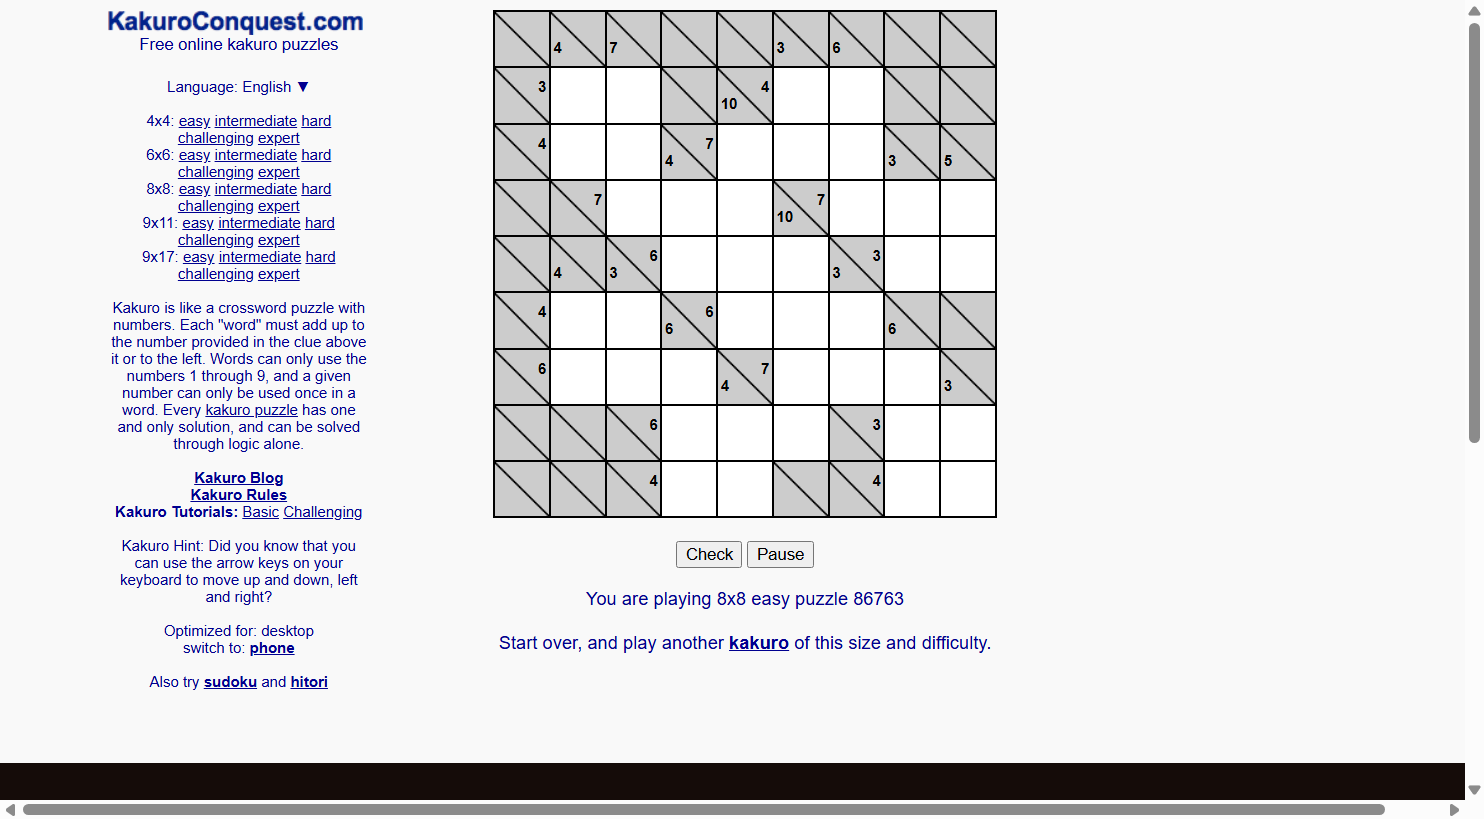 KakuroConquest.com
Free online kakuro puzzles
Language: English ▼
4x4: easy intermediate hard
challenging expert
6x6: easy intermediate hard
challenging expert
8x8: easy intermediate hard
challenging expert
9x11: easy intermediate hard
challenging expert
9x17: easy intermediate hard
challenging expert
Kakuro is like a crossword puzzle with
numbers. Each "word" must add up to
the number provided in the clue above
it or to the left. Words can only use the
numbers 1 through 9, and a given
number can only be used once in a
word. Every kakuro puzzle has one
and only solution, and can be solved
through logic alone.
Kakuro Blog
Kakuro Rules
Kakuro Tutorials: Basic Challenging
Kakuro Hint: Did you know that you
can use the arrow keys on your
keyboard to move up and down, left
and right?
Optimized for: desktop
switch to: phone
Also try sudoku and hitori
4 7 3 6
3 10 4
4 4 7 3 5
7 10 7
4 3 6 3 3
4 6 6 6
6 4 7 3
6 3
4 4
Check Pause
You are playing 8x8 easy puzzle 86763
Start over, and play another kakuro of this size and difficulty.